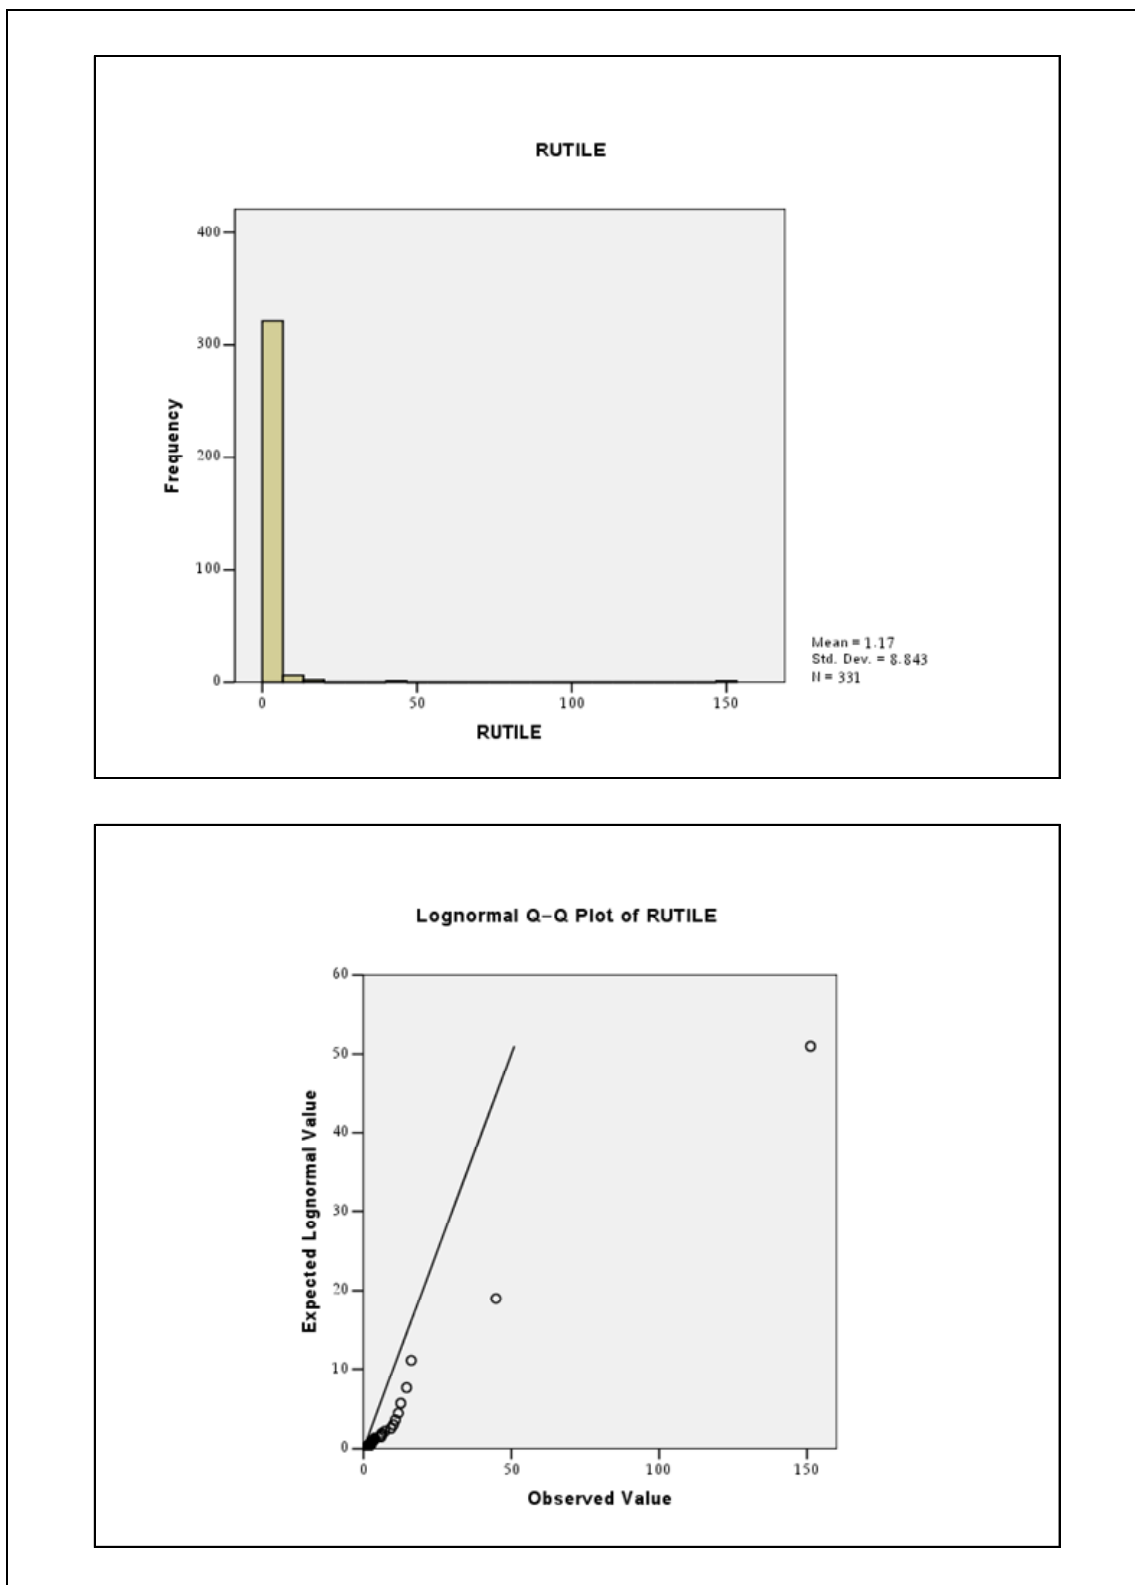 RUTILE
400
300
200
100
0
Frequency
0 50 100 150
RUTILE
Mean = 1.17
Std. Dev. = 8.843
N = 331
Lognormal Q–Q Plot of RUTILE
60
50
40
30
20
10
0
Expected Lognormal Value
0 50 100 150
Observed Value